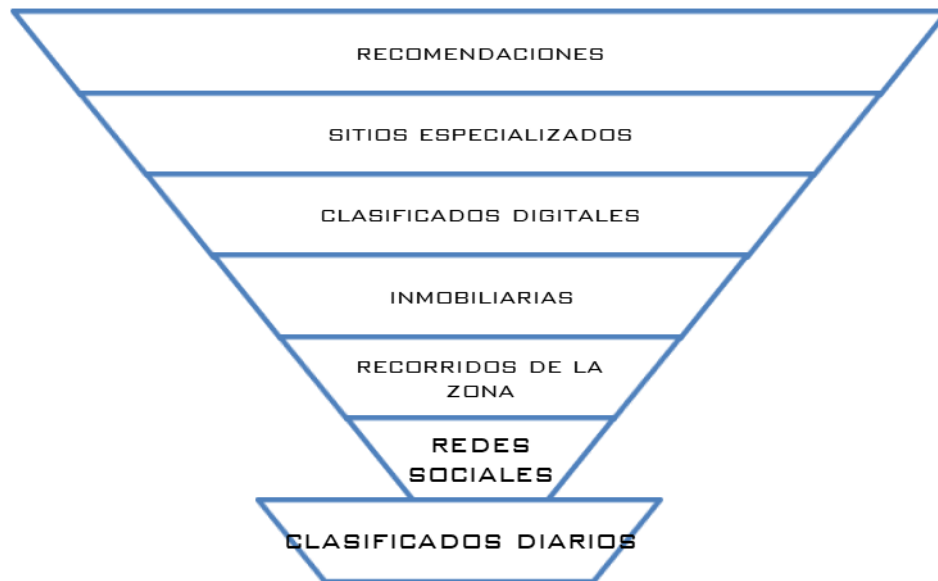 RECOMENDACIONES
SITIOS ESPECIALIZADOS
CLASIFICADOS DIGITALES
INMOBILIARIAS
RECORRIDOS DE LA
ZONA
REDES
SOCIALES
CLASIFICADOS DIARIOS